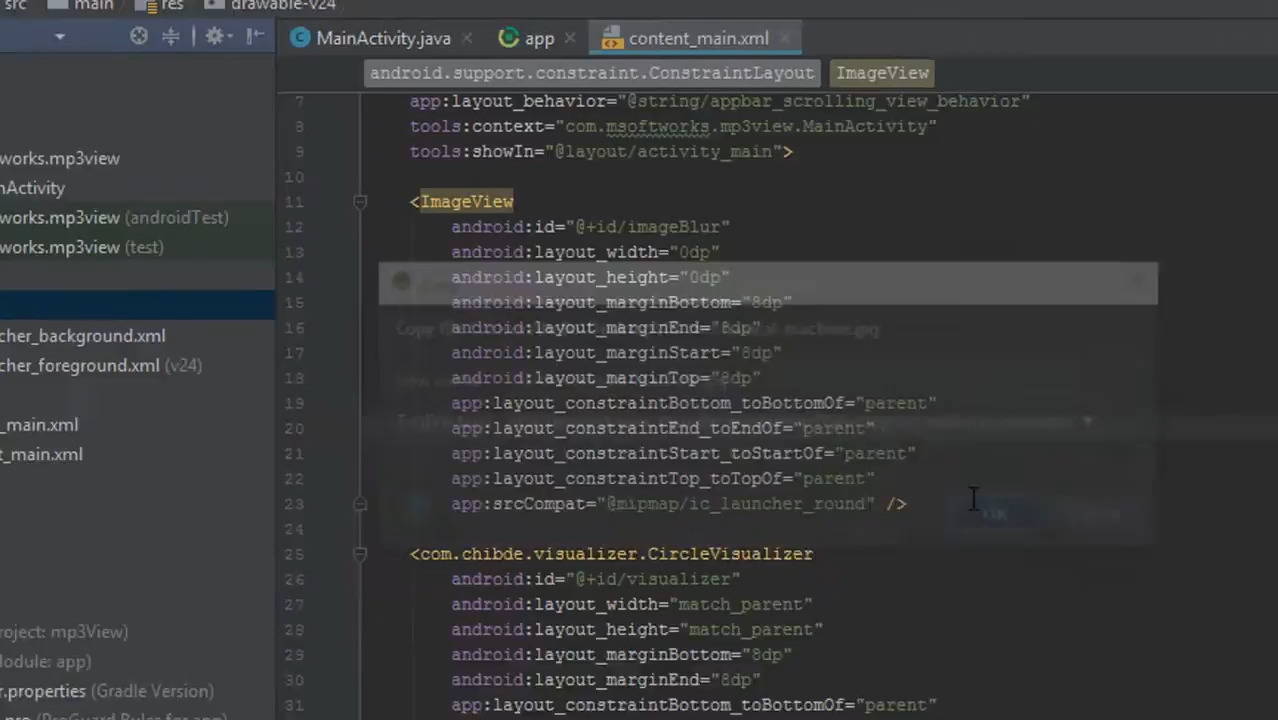 src main res drawable-v24
MainActivity.java app content_main.xml
android.support.constraint.ConstraintLayout ImageView
7 app:layout_behavior="@string/appbar_scrolling_view_behavior"
8 tools:context="com.msoftworks.mp3view.MainActivity"
9 tools:showIn="@layout/activity_main">
10
11 <ImageView
12 android:id="@+id/imageBlur"
13 android:layout_width="0dp"
14 android:layout_height="0dp"
15 android:layout_marginBottom="8dp"
16 android:layout_marginEnd="8dp"
17 android:layout_marginStart="8dp"
18 android:layout_marginTop="8dp"
19 app:layout_constraintBottom_toBottomOf="parent"
20 app:layout_constraintEnd_toEndOf="parent"
21 app:layout_constraintStart_toStartOf="parent"
22 app:layout_constraintTop_toTopOf="parent"
23 app:srcCompat="@mipmap/ic_launcher_round" />
24
25 <com.chibde.visualizer.CircleVisualizer
26 android:id="@+id/visualizer"
27 android:layout_width="match_parent"
28 android:layout_height="match_parent"
29 android:layout_marginBottom="8dp"
30 android:layout_marginEnd="8dp"
31 app:layout_constraintBottom_toBottomOf="parent"
works.mp3view
nActivity
works.mp3view (androidTest)
works.mp3view (test)
cher_background.xml
cher_foreground.xml (v24)
_main.xml
t_main.xml
roject: mp3View)
odule: app)
r.properties (Gradle Version)
.pro (ProGuard Rules for app)
Copy
OK